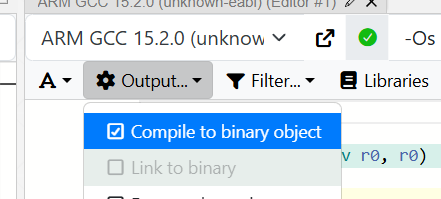 ARM GCC 15.2.0 (unknown-eabi) (Editor #1)
ARM GCC 15.2.0 (unknow
-Os
A Output... Filter... Libraries
Compile to binary object
Link to binary
v r0, r0)